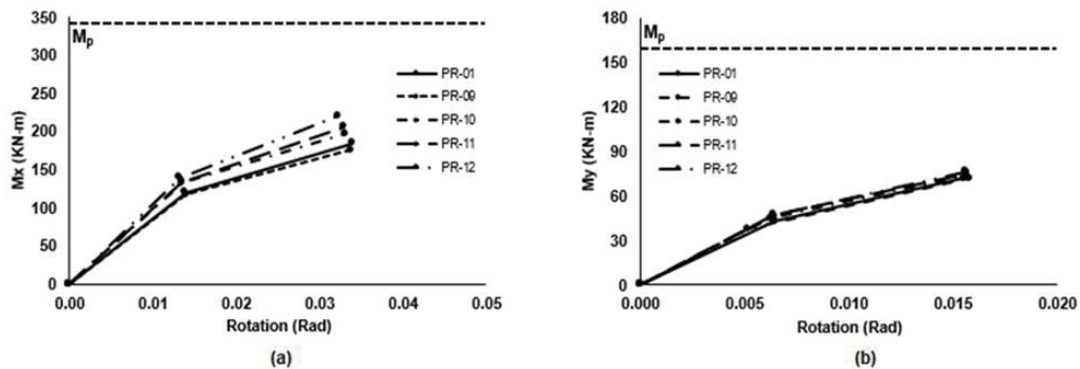 350
300
250
200
150
100
50
0
Mx (KN-m)
Mp
PR-01
PR-09
PR-10
PR-11
PR-12
0.00 0.01 0.02 0.03 0.04 0.05
Rotation (Rad)
(a)
180
150
120
90
60
30
0
My (KN-m)
Mp
PR-01
PR-09
PR-10
PR-11
PR-12
0.000 0.005 0.010 0.015 0.020
Rotation (Rad)
(b)